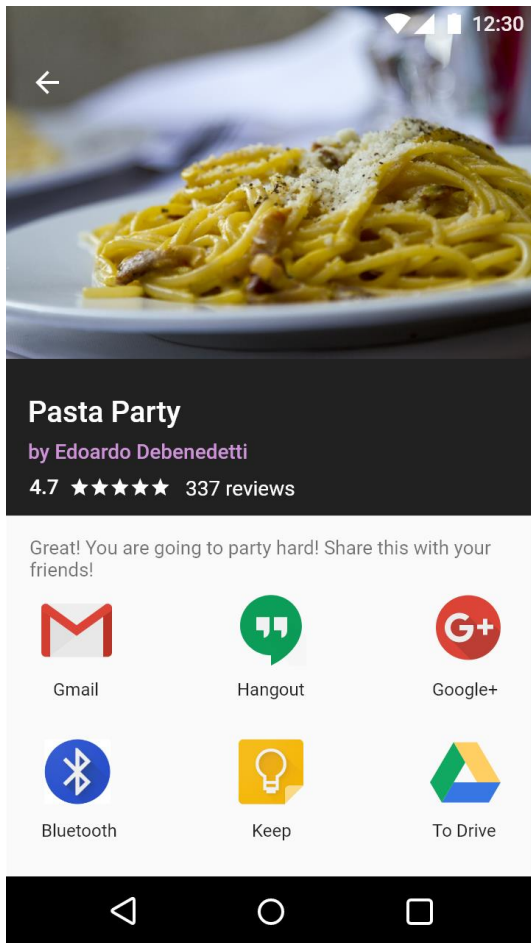 12:30
Pasta Party
by Edoardo Debenedetti
4.7 ★★★★★ 337 reviews
Great! You are going to party hard! Share this with your
friends!
G+
Gmail Hangout Google+
Bluetooth Keep To Drive